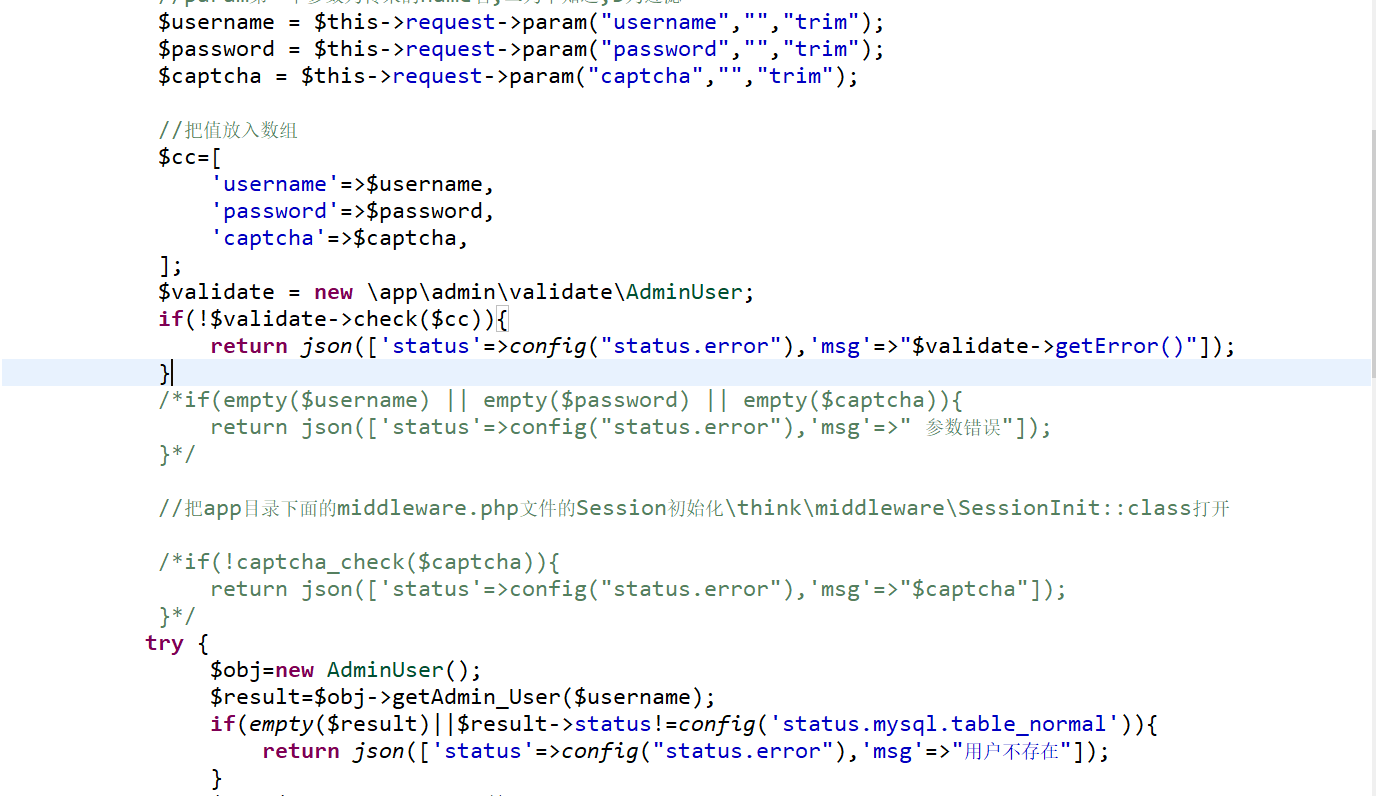 $username = $this->request->param("username","","trim");
$password = $this->request->param("password","","trim");
$captcha = $this->request->param("captcha","","trim");
//把值放入数组
$cc=[
'username'=>$username,
'password'=>$password,
'captcha'=>$captcha,
];
$validate = new \app\admin\validate\AdminUser;
if(!$validate->check($cc)){
return json(['status'=>config("status.error"),'msg'=>"$validate->getError()"]);
}
/*if(empty($username) || empty($password) || empty($captcha)){
return json(['status'=>config("status.error"),'msg'=>" 参数错误"]);
}*/
//把app目录下面的middleware.php文件的Session初始化\think\middleware\SessionInit::class打开
/*if(!captcha_check($captcha)){
return json(['status'=>config("status.error"),'msg'=>"$captcha"]);
}*/
try {
$obj=new AdminUser();
$result=$obj->getAdmin_User($username);
if(empty($result)||$result->status!=config('status.mysql.table_normal')){
return json(['status'=>config("status.error"),'msg'=>"用户不存在"]);
}